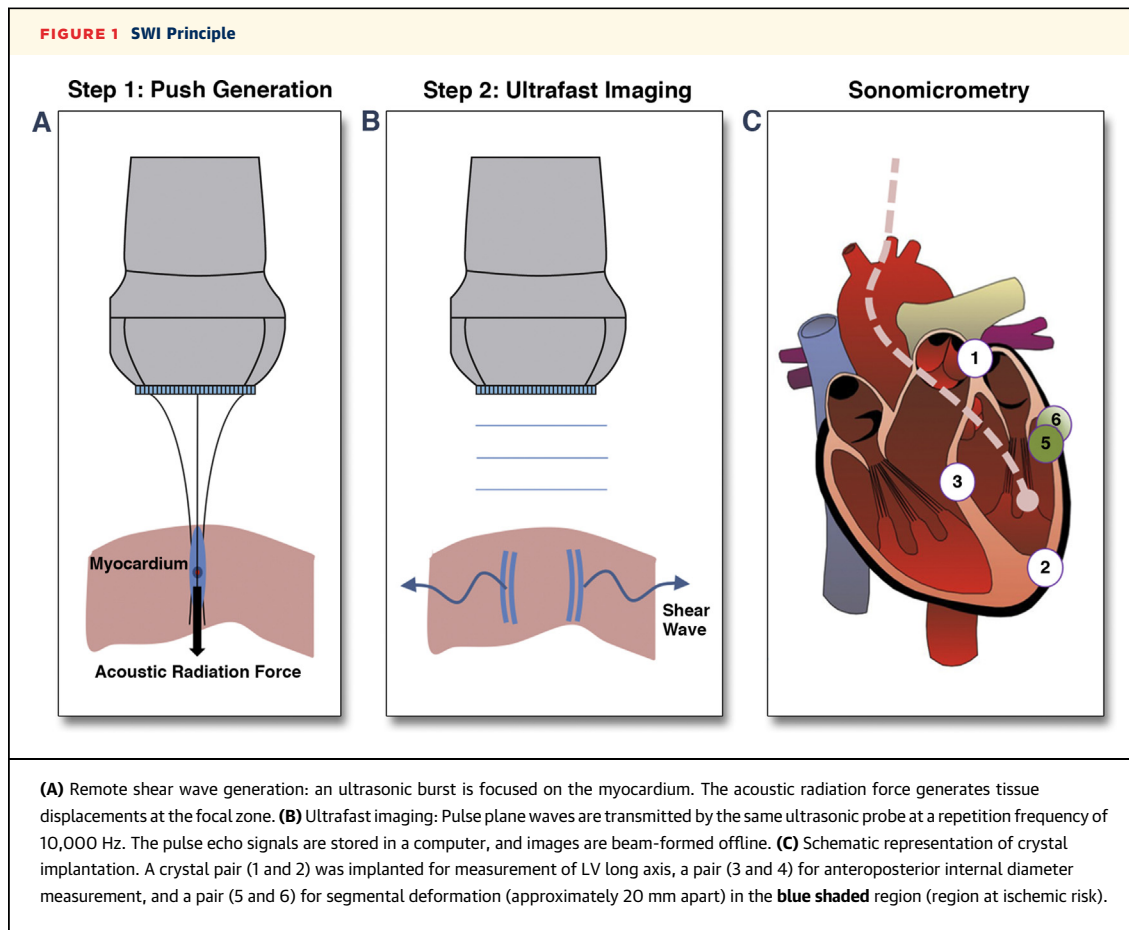 FIGURE 1 SWI Principle
Step 1: Push Generation
A
Myocardium
Acoustic Radiation Force
Step 2: Ultrafast Imaging
B
Shear
Wave
Sonomicrometry
C
1
6
5
3
2
(A) Remote shear wave generation: an ultrasonic burst is focused on the myocardium. The acoustic radiation force generates tissue
displacements at the focal zone. (B) Ultrafast imaging: Pulse plane waves are transmitted by the same ultrasonic probe at a repetition frequency of
10,000 Hz. The pulse echo signals are stored in a computer, and images are beam-formed offline. (C) Schematic representation of crystal
implantation. A crystal pair (1 and 2) was implanted for measurement of LV long axis, a pair (3 and 4) for anteroposterior internal diameter
measurement, and a pair (5 and 6) for segmental deformation (approximately 20 mm apart) in the blue shaded region (region at ischemic risk).